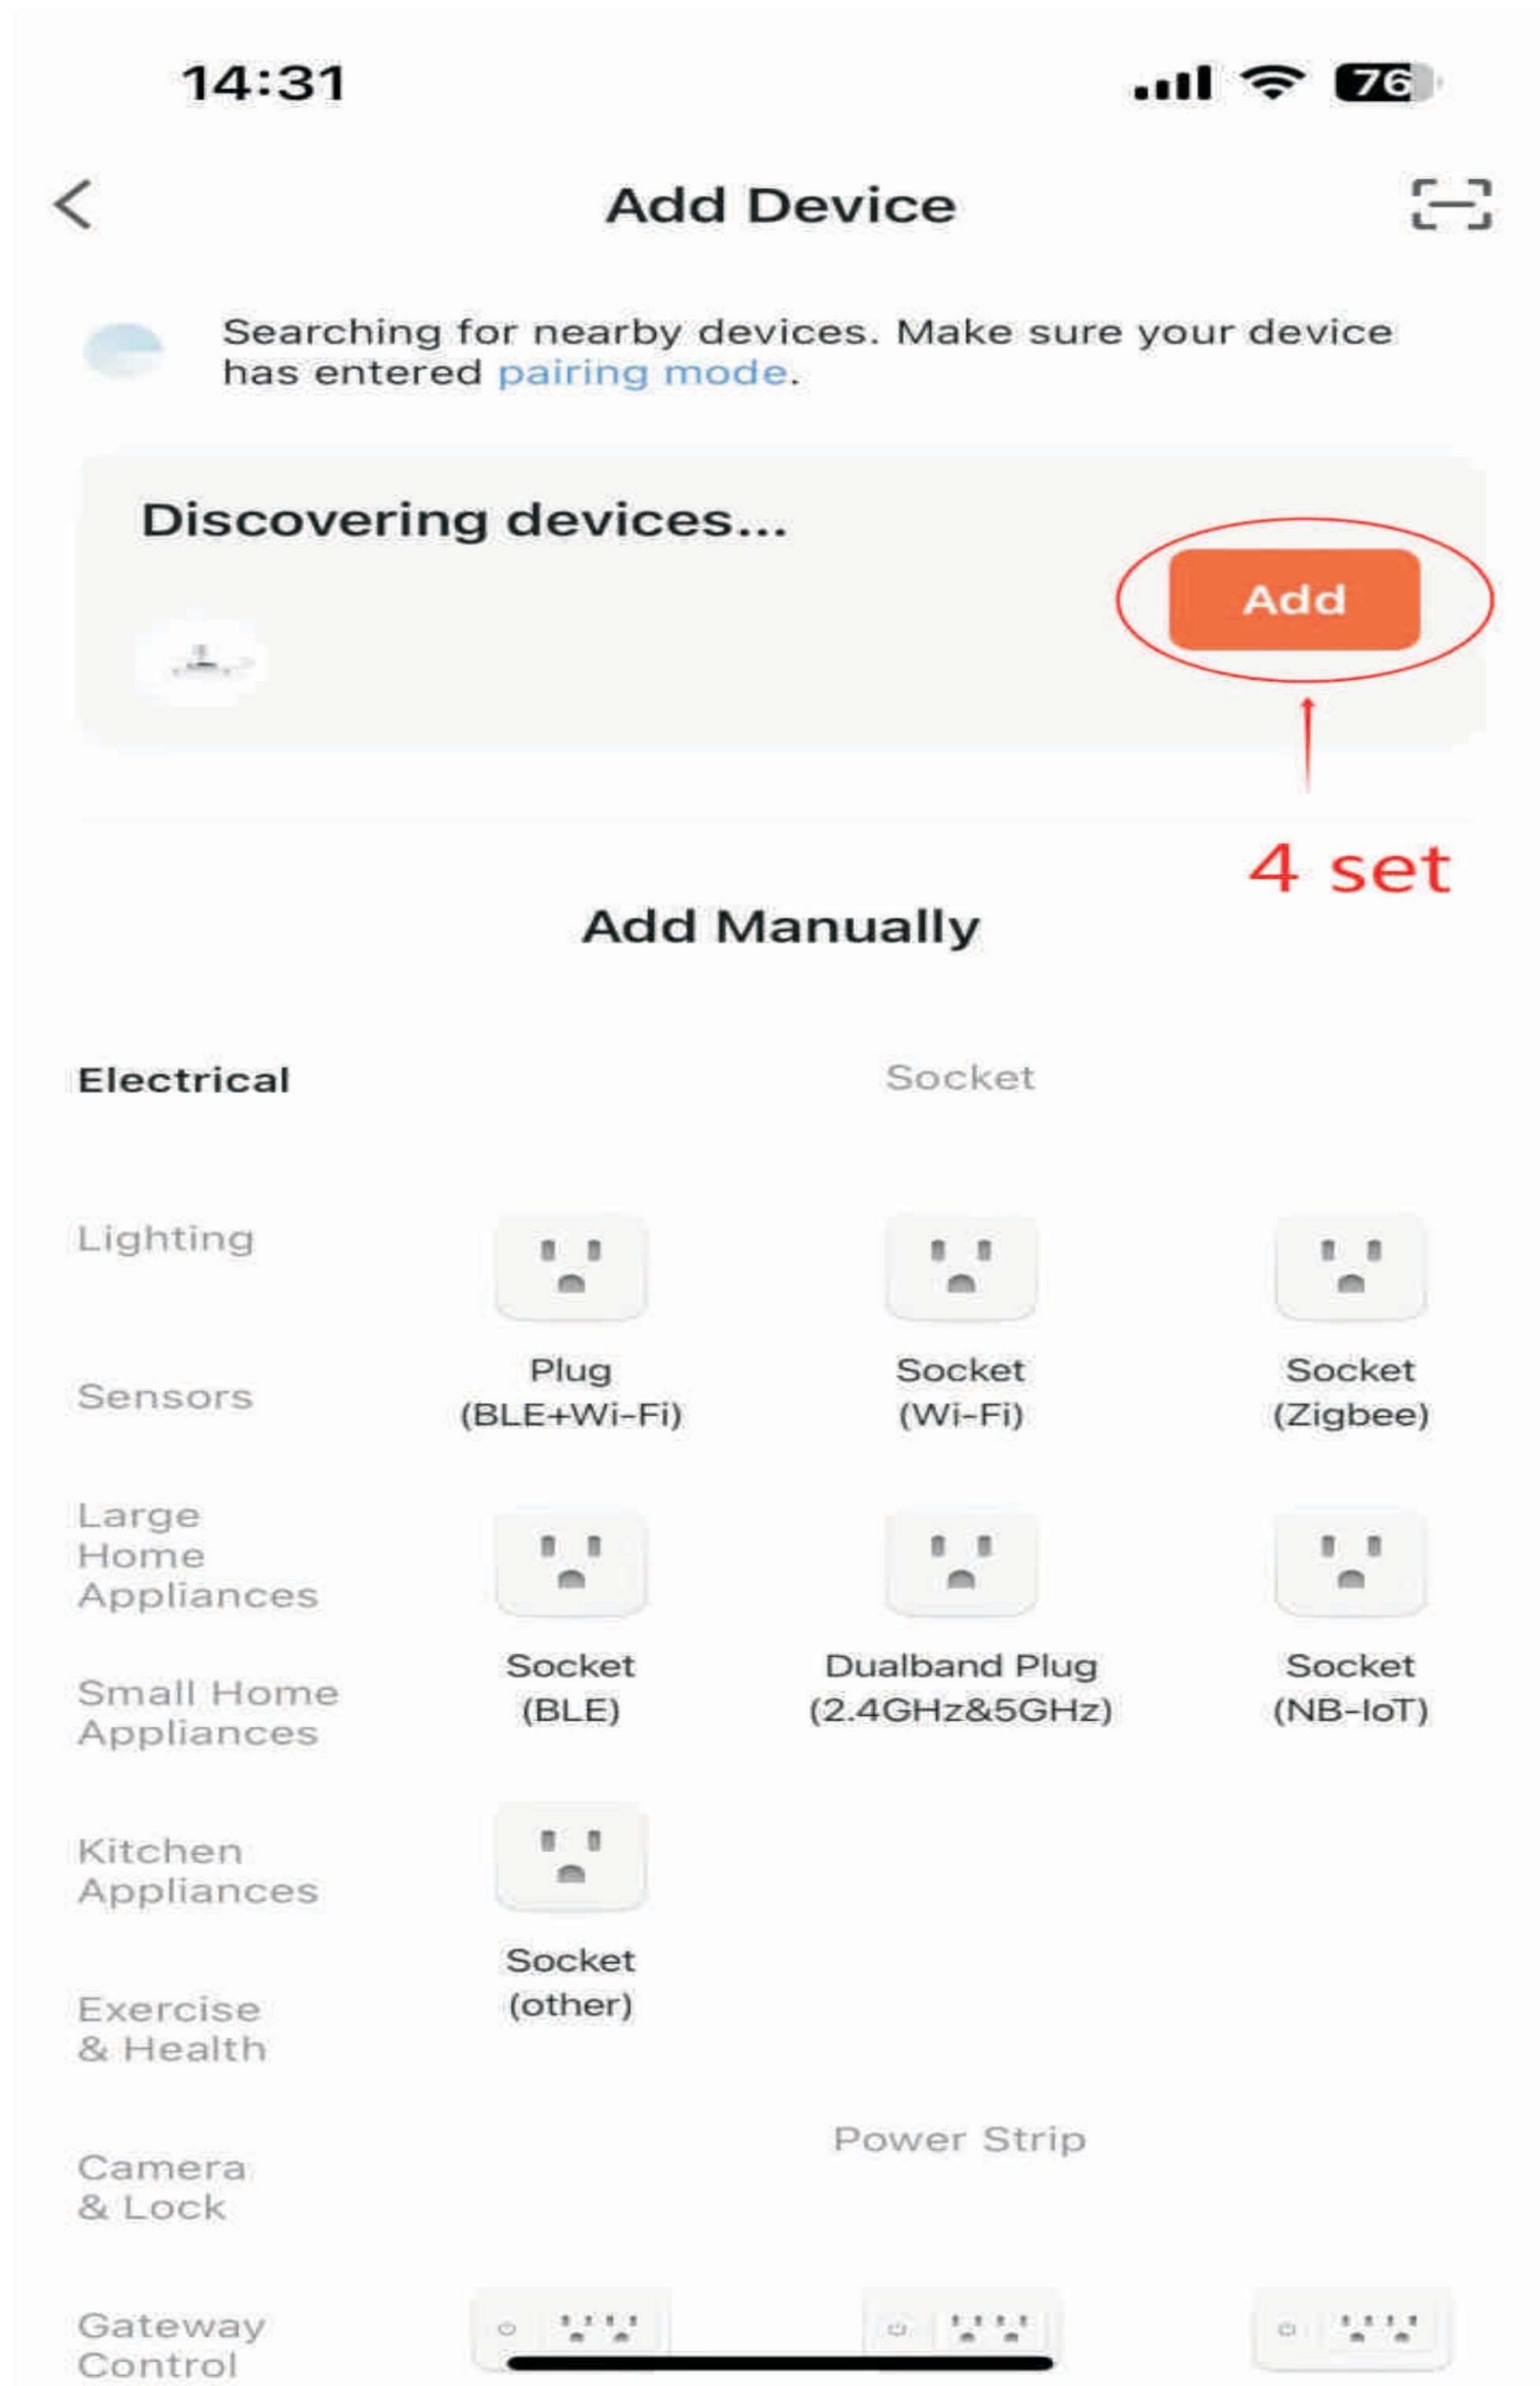 14:31
76
Add Device
Searching for nearby devices. Make sure your device
has entered pairing mode.
Discovering devices...
Add
4 set
Add Manually
Electrical
Socket
Lighting
Plug
(BLE+Wi-Fi)
Socket
(Wi-Fi)
Socket
(Zigbee)
Sensors
Large
Home
Appliances
Socket
(BLE)
Dualband Plug
(2.4GHz&5GHz)
Socket
(NB-IoT)
Small Home
Appliances
Kitchen
Appliances
Socket
(other)
Exercise
& Health
Power Strip
Camera
& Lock
Gateway
Control